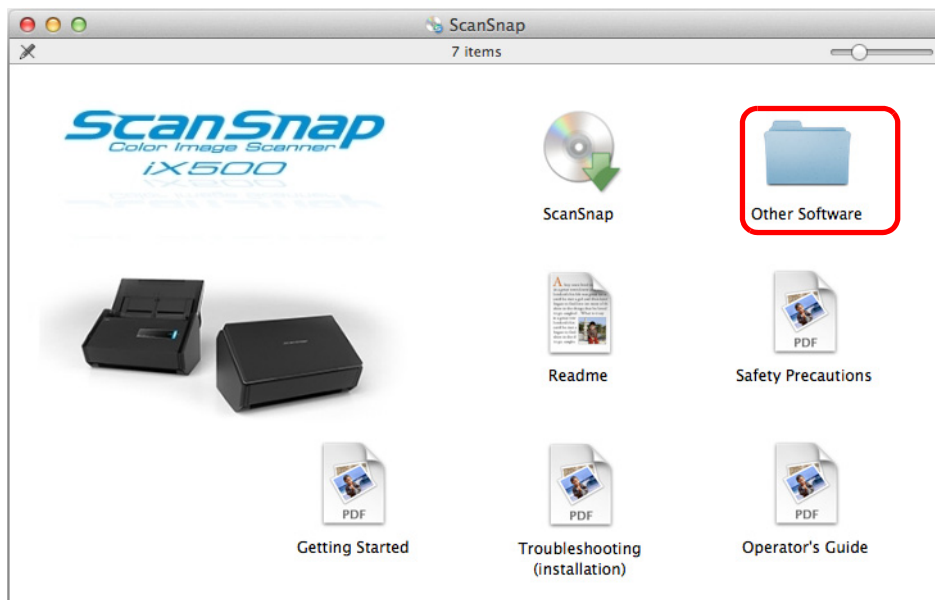 ScanSnap
7 items
ScanSnap
Color Image Scanner
iX500
ScanSnap
Other Software
Readme
PDF
Safety Precautions
PDF
Getting Started
PDF
Troubleshooting
(installation)
PDF
Operator's Guide